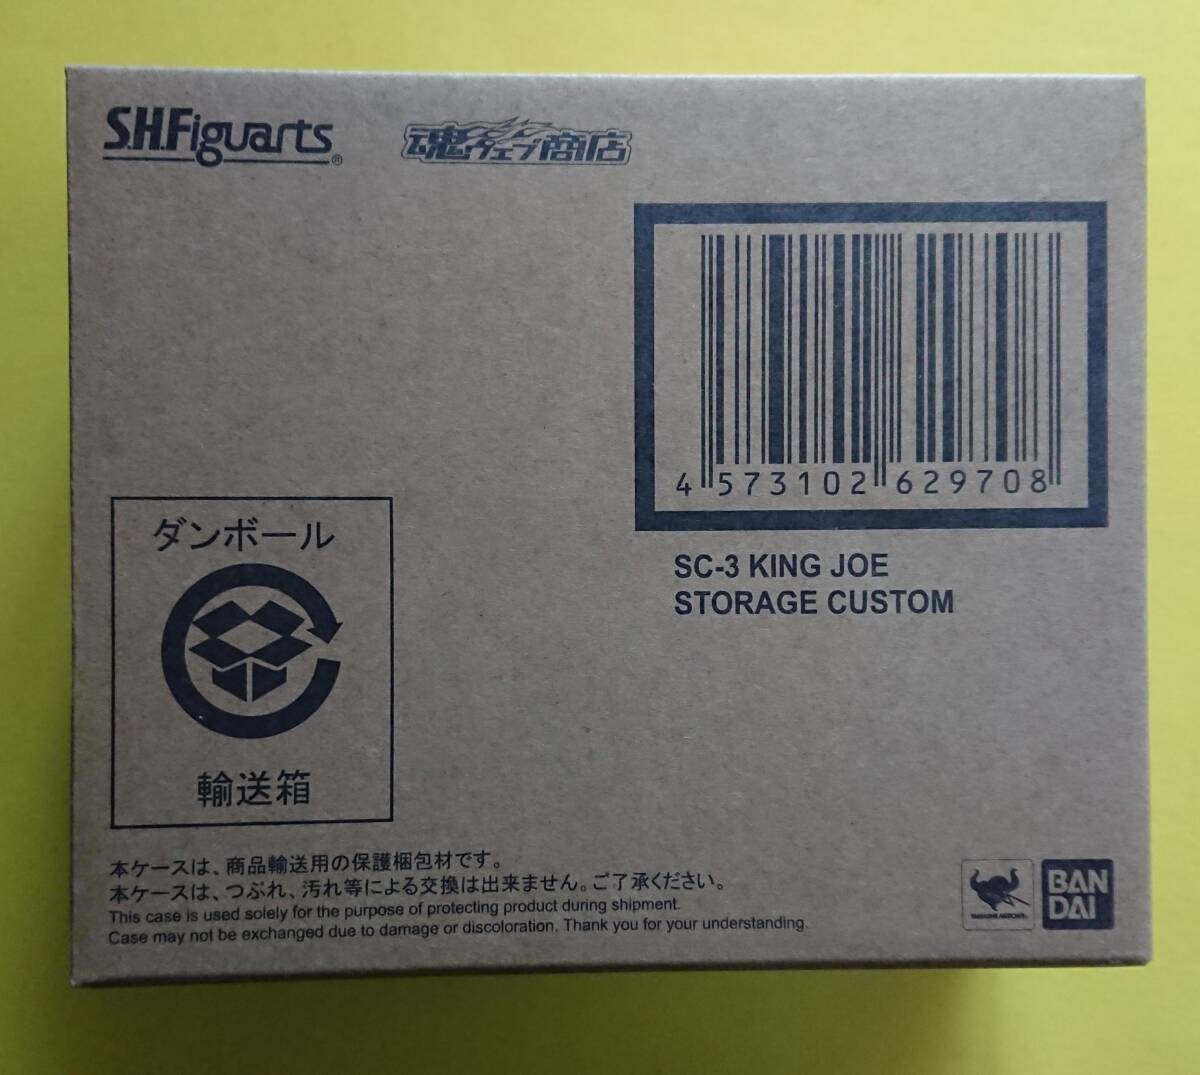 S.H.Figuarts®
魂ウェブ商店
4 573102 629708
SC-3 KING JOE
STORAGE CUSTOM
ダンボール
輸送箱
本ケースは、商品輸送用の保護梱包材です。
本ケースは、つぶれ、汚れ等による交換は出来ません。ご了承ください。
This case is used solely for the purpose of protecting product during shipment.
Case may not be exchanged due to damage or discoloration. Thank you for your understanding.
TAMASHII NATIONS
BAN
DAI